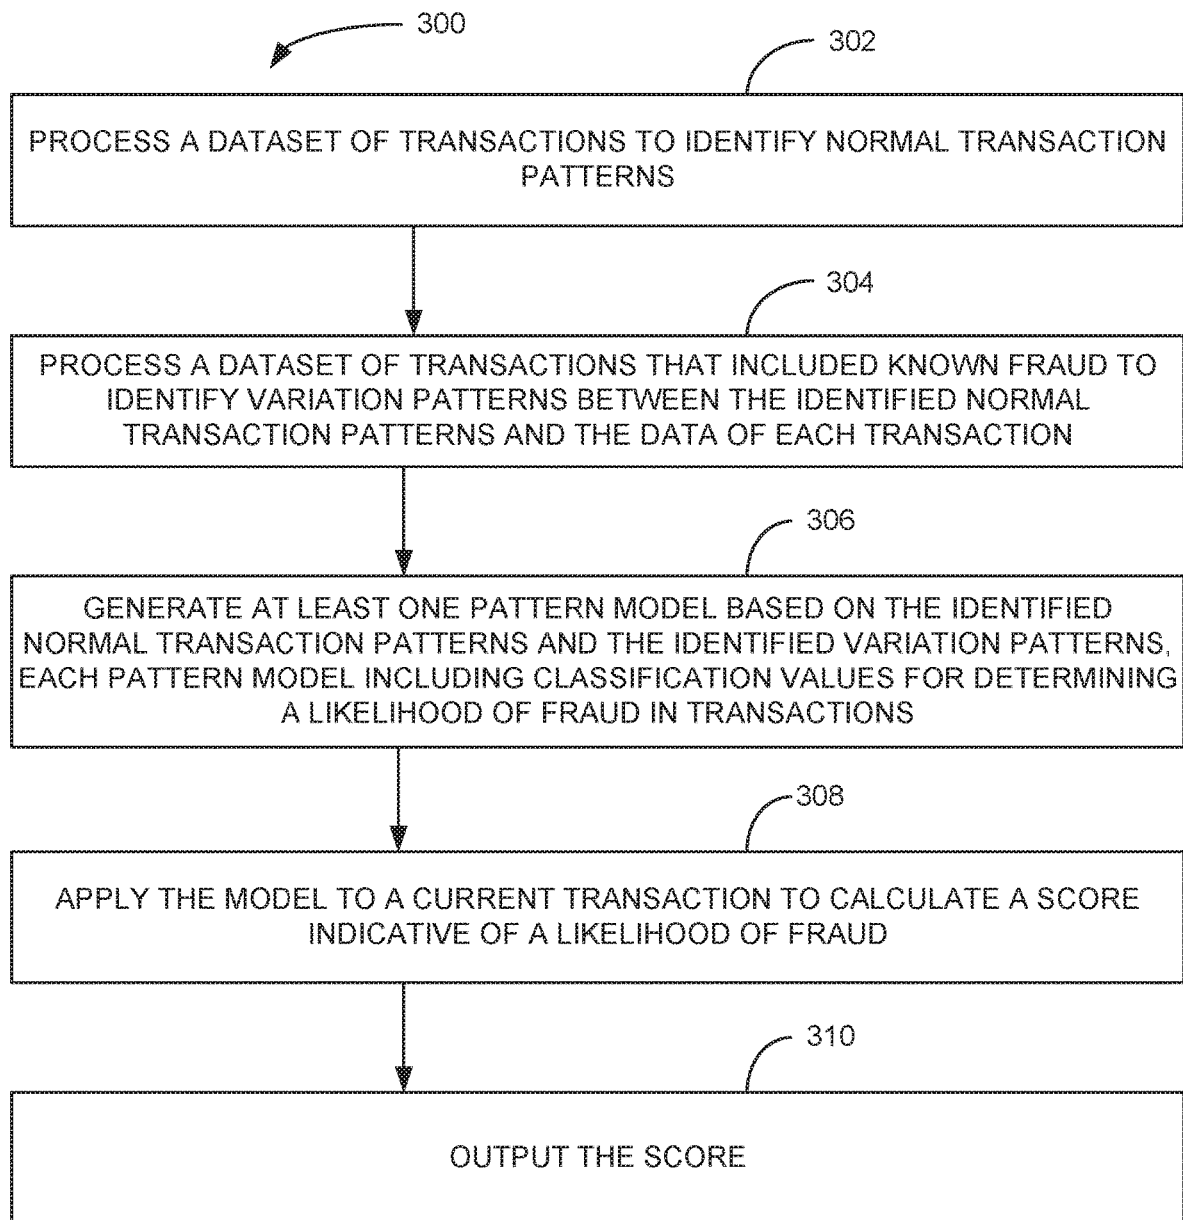 300
302
PROCESS A DATASET OF TRANSACTIONS TO IDENTIFY NORMAL TRANSACTION
PATTERNS
304
PROCESS A DATASET OF TRANSACTIONS THAT INCLUDED KNOWN FRAUD TO
IDENTIFY VARIATION PATTERNS BETWEEN THE IDENTIFIED NORMAL
TRANSACTION PATTERNS AND THE DATA OF EACH TRANSACTION
306
GENERATE AT LEAST ONE PATTERN MODEL BASED ON THE IDENTIFIED
NORMAL TRANSACTION PATTERNS AND THE IDENTIFIED VARIATION PATTERNS,
EACH PATTERN MODEL INCLUDING CLASSIFICATION VALUES FOR DETERMINING
A LIKELIHOOD OF FRAUD IN TRANSACTIONS
308
APPLY THE MODEL TO A CURRENT TRANSACTION TO CALCULATE A SCORE
INDICATIVE OF A LIKELIHOOD OF FRAUD
310
OUTPUT THE SCORE